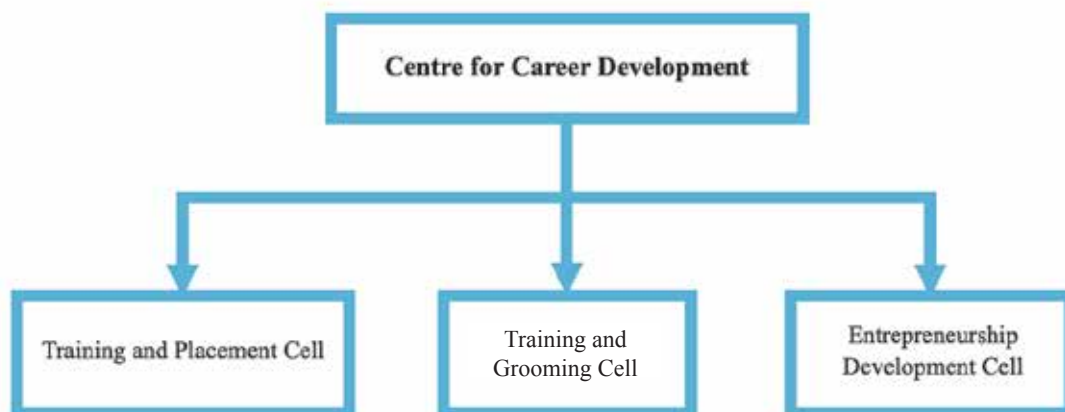 Centre for Career Development
Training and Placement Cell
Training and
Grooming Cell
Entrepreneurship
Development Cell